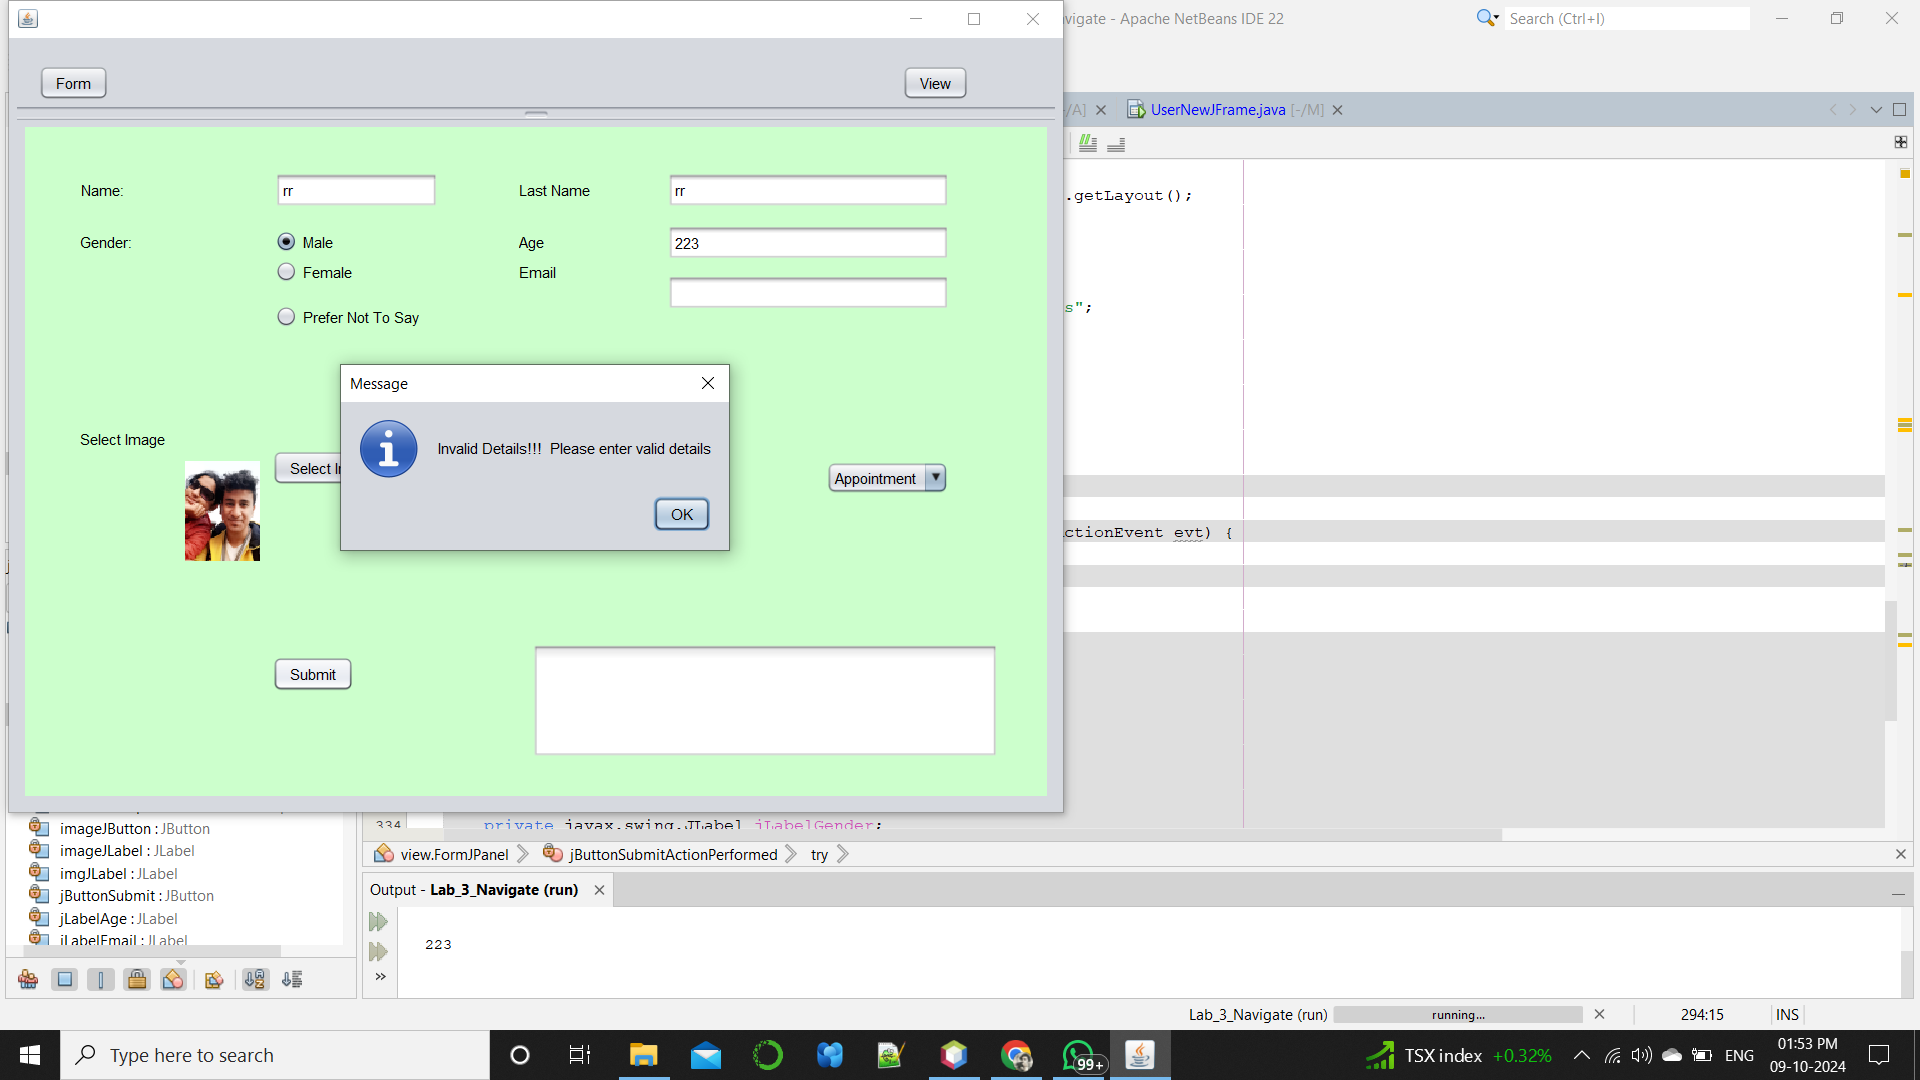 avigate - Apache NetBeans IDE 22
Search (Ctrl+I)
Form
View
/A]
UserNewJFrame.java [-/M]
Name:
rr
Last Name
rr
.getLayout();
Gender:
Male
Age
223
Female
Email
s";
Prefer Not To Say
Message
Select Image
Invalid Details!!!  Please enter valid details
Select I
Appointment
OK
ctionEvent evt) {
Submit
334
private javax.swing.JLabel jLabelGender;
imageJButton : JButton
imageJLabel : JLabel
imgJLabel : JLabel
jButtonSubmit : JButton
jLabelAge : JLabel
jLabelEmail : JLabel
view.FormJPanel
jButtonSubmitActionPerformed
try
Output - Lab_3_Navigate (run)
223
Lab_3_Navigate (run)
running...
294:15
INS
Type here to search
99+
TSX index +0.32%
ENG
01:53 PM
09-10-2024